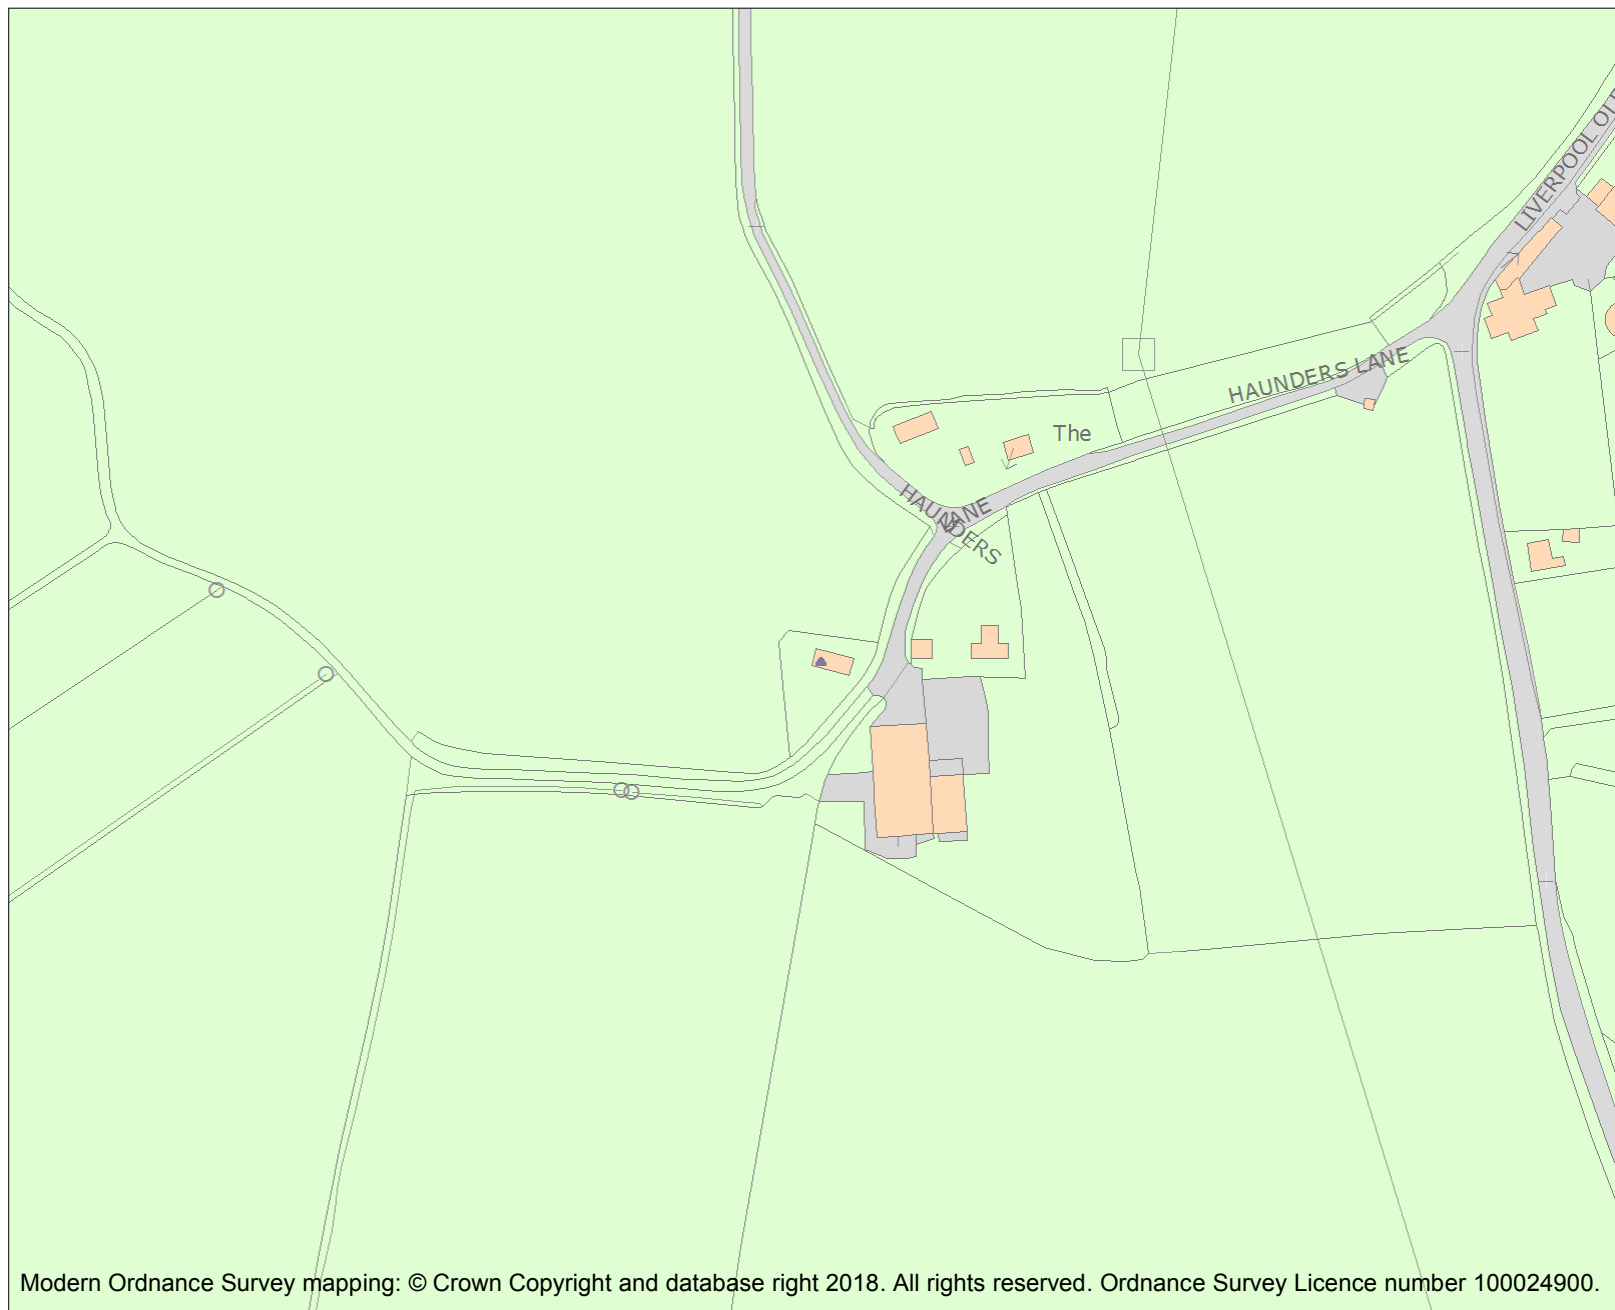 LIVERPOOL OL
HAUNDERS LANE
The
HAUNDERS
LANE
Modern Ordnance Survey mapping: © Crown Copyright and database right 2018. All rights reserved. Ordnance Survey Licence number 100024900.